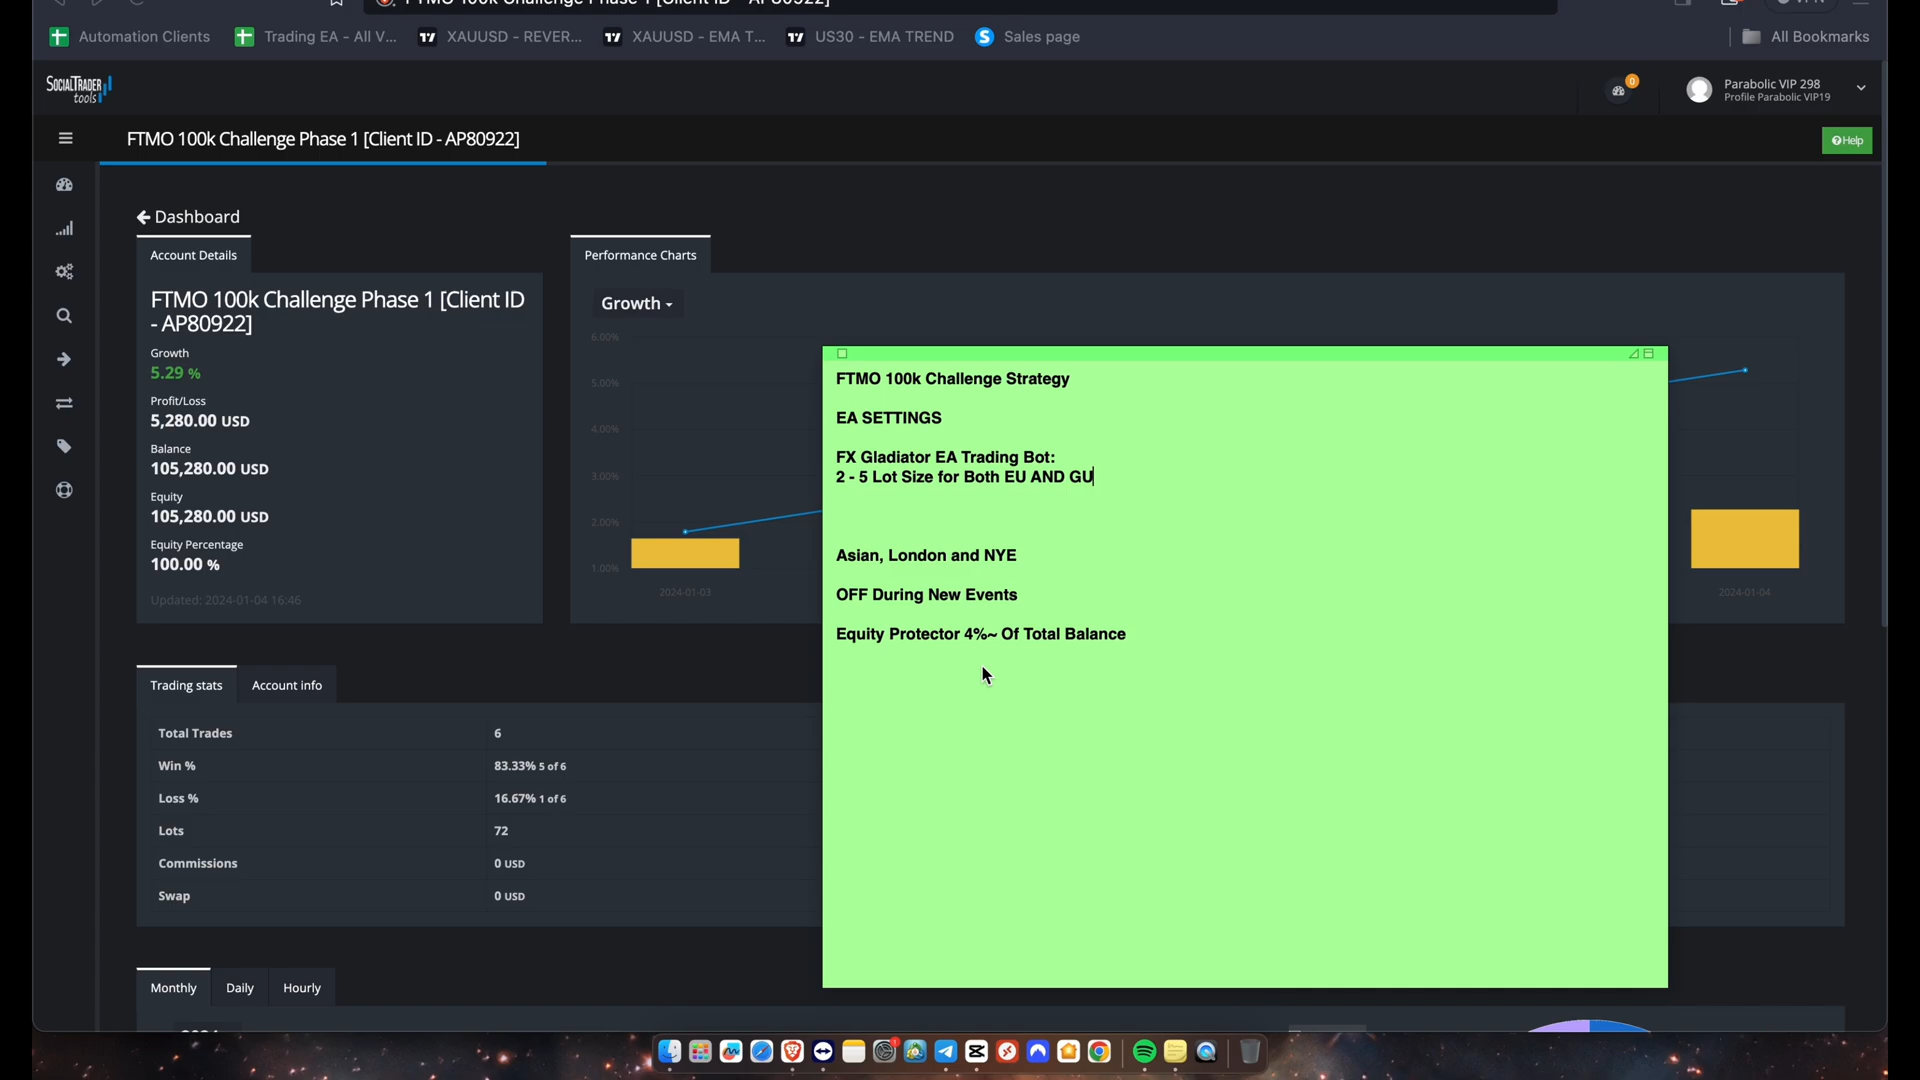 Automation Clients
Trading EA - All V...
XAUUSD - REVER...
XAUUSD - EMA T...
US30 - EMA TREND
Sales page
All Bookmarks
SOCIALTRADER
tools
0
Parabolic VIP 298
Profile Parabolic VIP19
FTMO 100k Challenge Phase 1 [Client ID - AP80922]
Help
Dashboard
Account Details
Performance Charts
FTMO 100k Challenge Phase 1 [Client ID
- AP80922]
Growth
5.29 %
Profit/Loss
5,280.00 USD
Balance
105,280.00 USD
Equity
105,280.00 USD
Equity Percentage
100.00 %
Updated: 2024-01-04 16:46
Growth
6.00%
5.00%
4.00%
3.00%
2.00%
1.00%
2024-01-03
2024-01-04
FTMO 100k Challenge Strategy
EA SETTINGS
FX Gladiator EA Trading Bot:
2 - 5 Lot Size for Both EU AND GU
Asian, London and NYE
OFF During New Events
Equity Protector 4%~ Of Total Balance
Trading stats
Account info
Total Trades 6
Win % 83.33% 5 of 6
Loss % 16.67% 1 of 6
Lots 72
Commissions 0 USD
Swap 0 USD
Monthly
Daily
Hourly